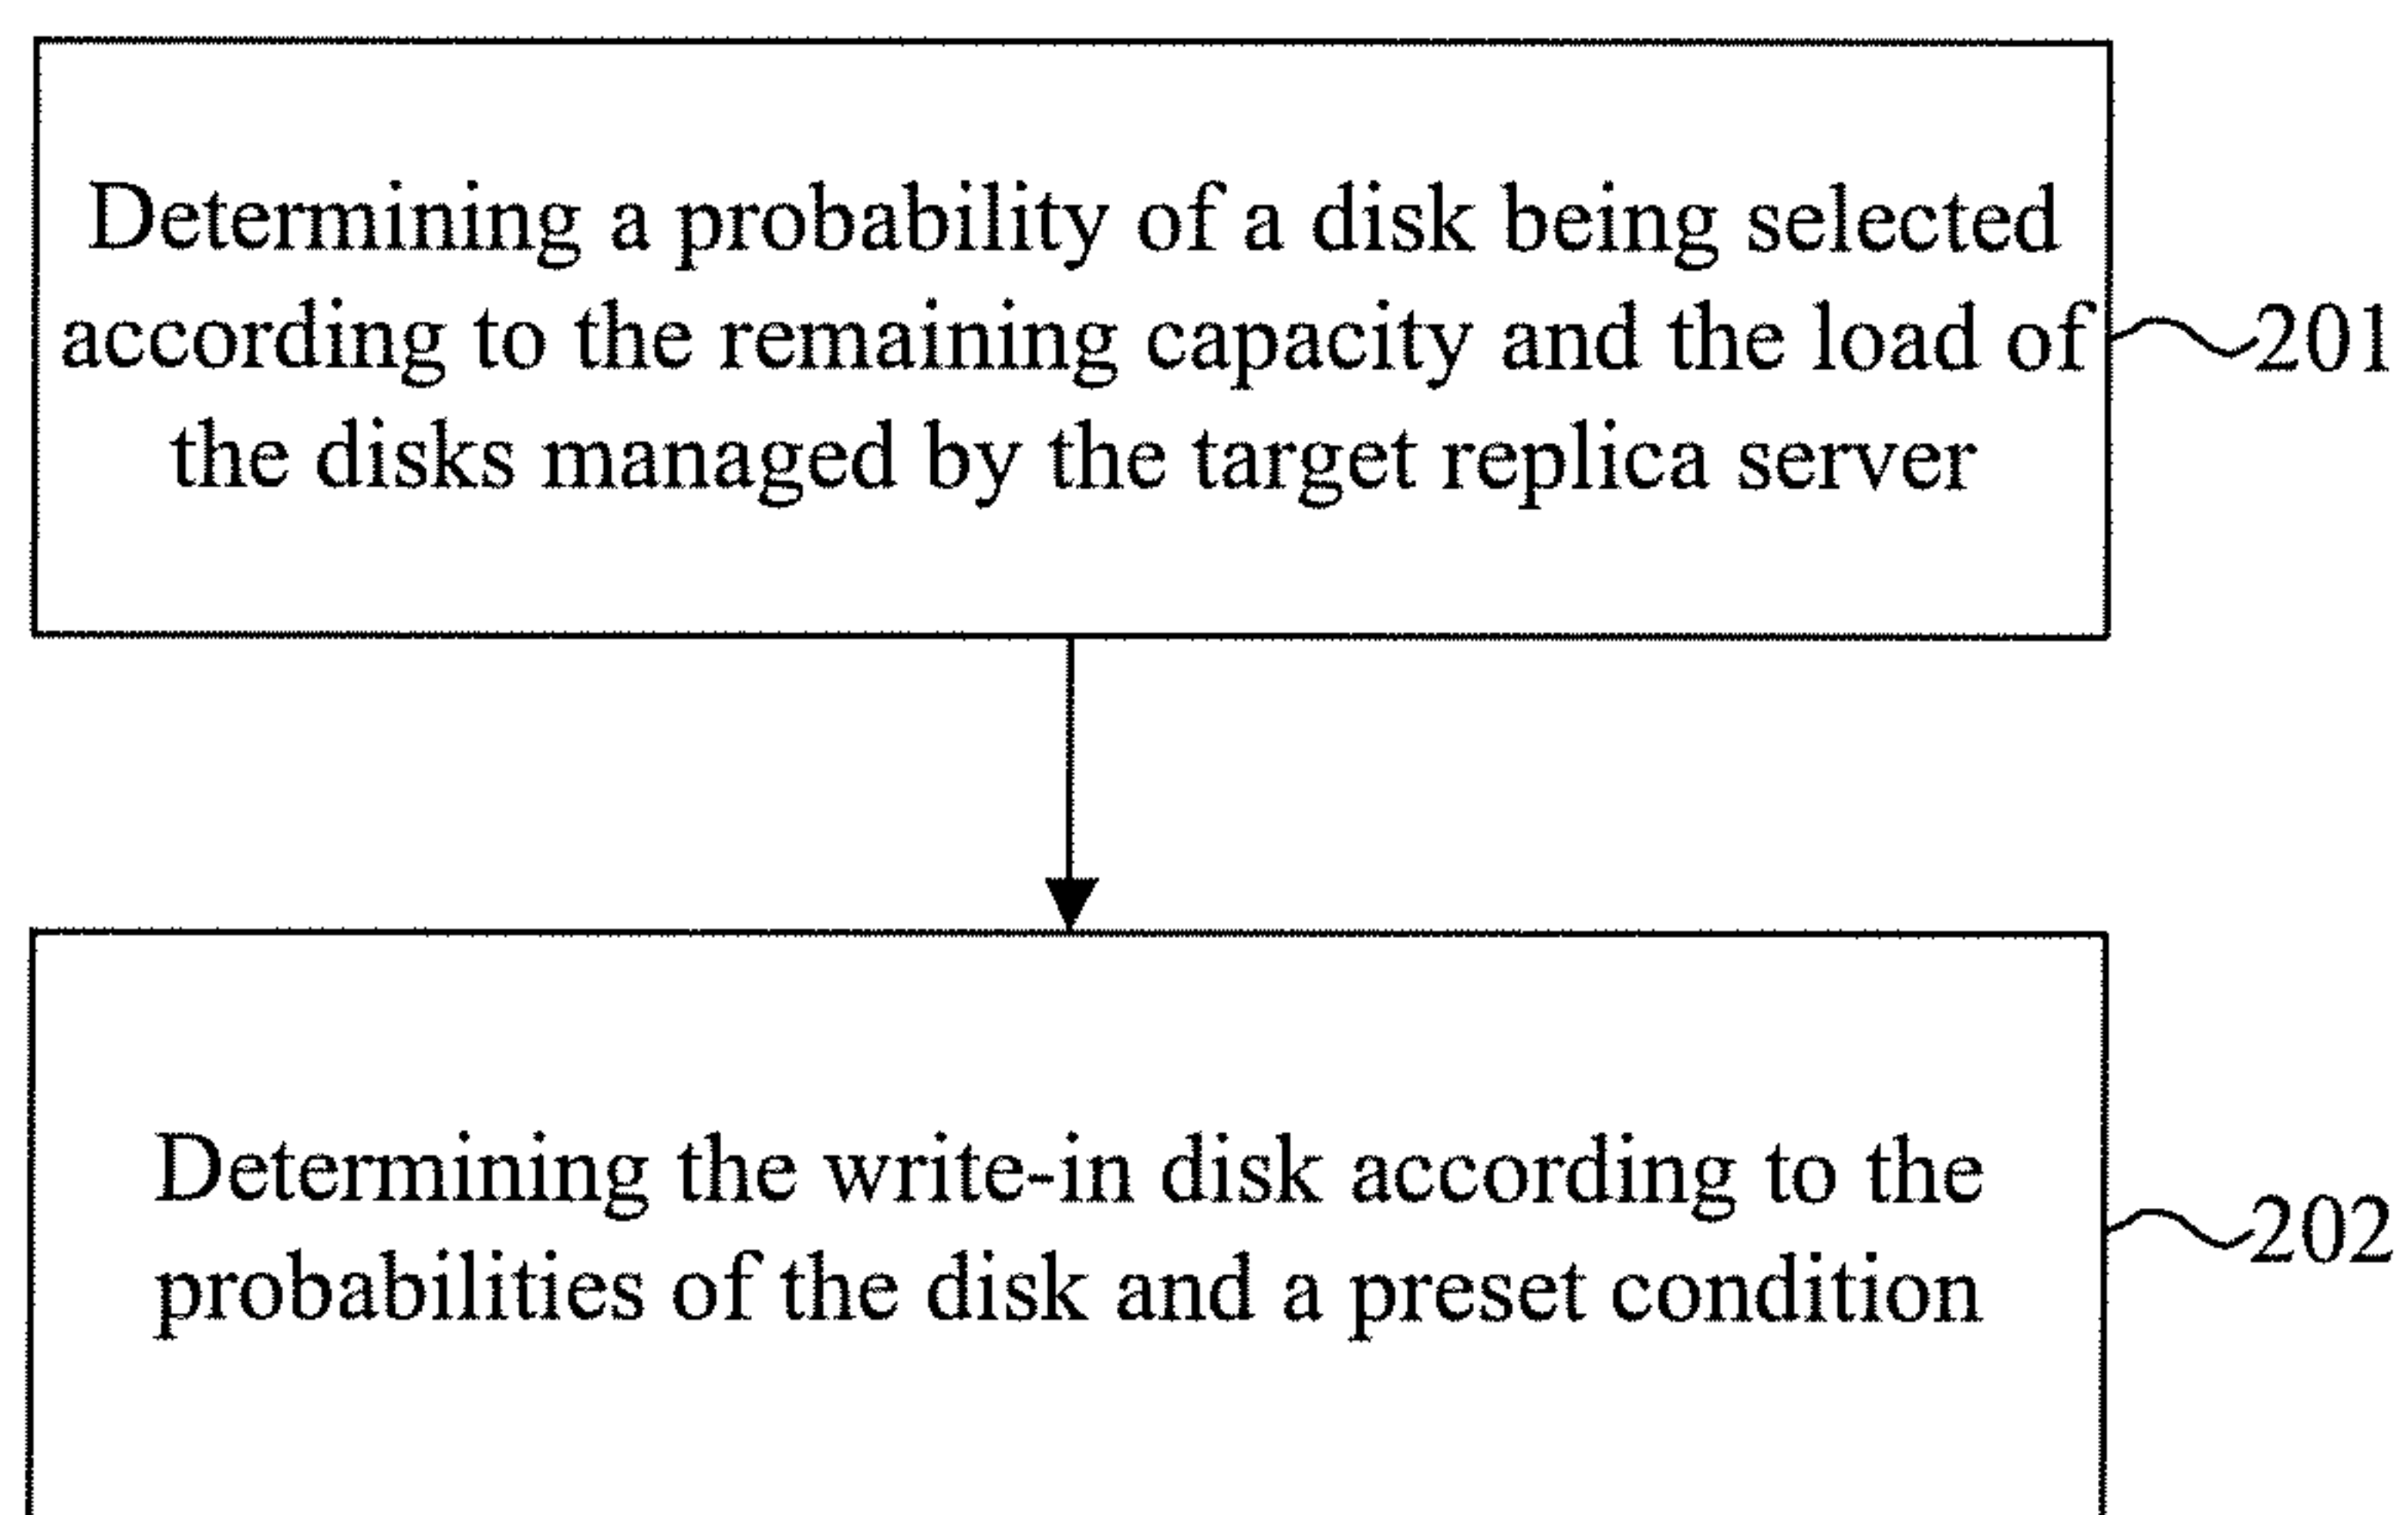 Determining a probability of a disk being selected
according to the remaining capacity and the load of
the disks managed by the target replica server
201
Determining the write-in disk according to the
probabilities of the disk and a preset condition
202